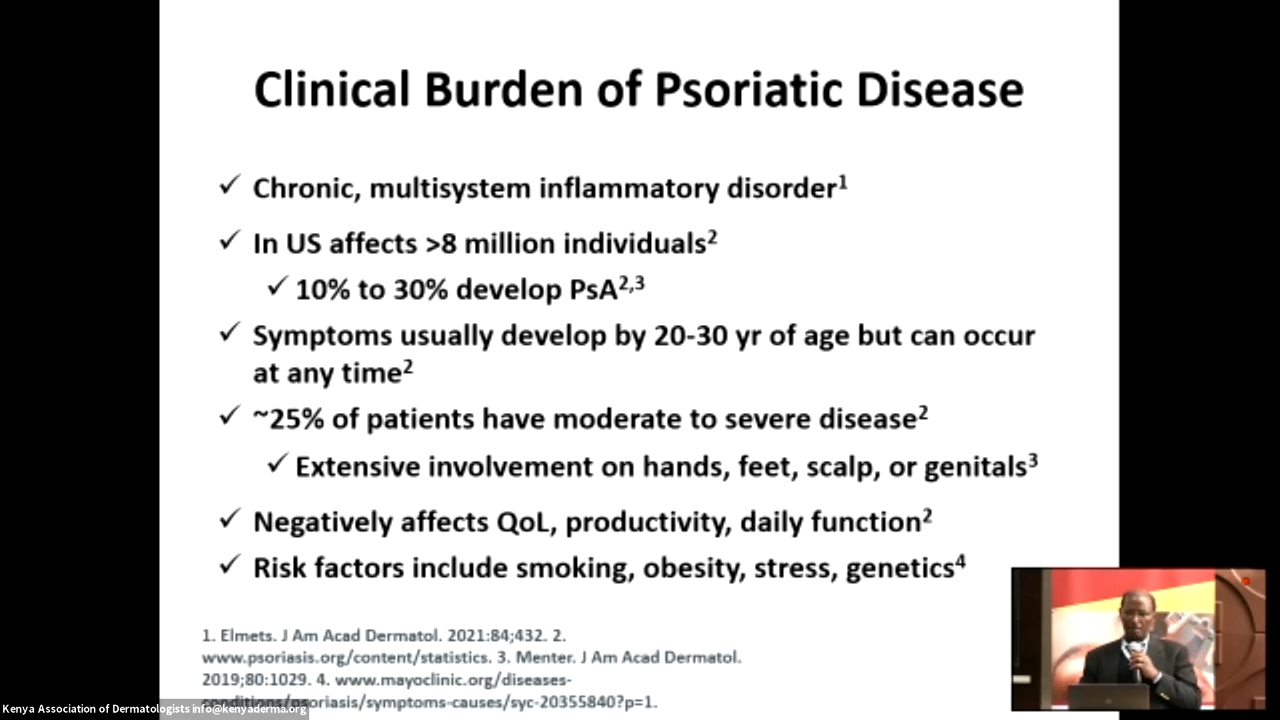 Clinical Burden of Psoriatic Disease
✓ Chronic, multisystem inflammatory disorder¹
✓ In US affects >8 million individuals²
✓ 10% to 30% develop PsA²,³
✓ Symptoms usually develop by 20-30 yr of age but can occur
at any time²
✓ ~25% of patients have moderate to severe disease²
✓ Extensive involvement on hands, feet, scalp, or genitals³
✓ Negatively affects QoL, productivity, daily function²
✓ Risk factors include smoking, obesity, stress, genetics⁴
1. Elmets. J Am Acad Dermatol. 2021:84;432. 2.
www.psoriasis.org/content/statistics. 3. Menter. J Am Acad Dermatol.
2019;80:1029. 4. www.mayoclinic.org/diseases-
conditions/psoriasis/symptoms-causes/syc-20355840?p=1.
Kenya Association of Dermatologists info@kenyaderma.org